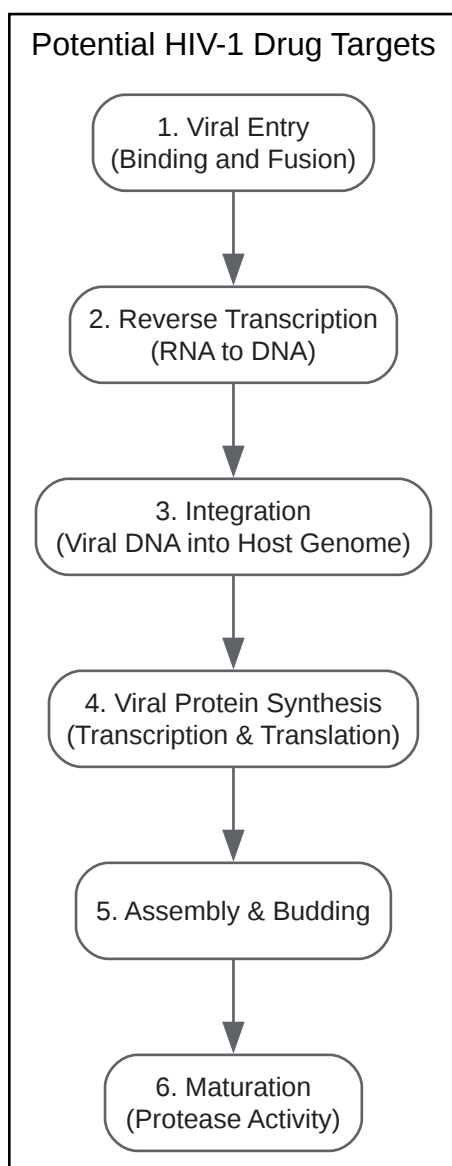 Potential HIV-1 Drug Targets
1. Viral Entry
(Binding and Fusion)
2. Reverse Transcription
(RNA to DNA)
3. Integration
(Viral DNA into Host Genome)
4. Viral Protein Synthesis
(Transcription & Translation)
5. Assembly & Budding
6. Maturation
(Protease Activity)